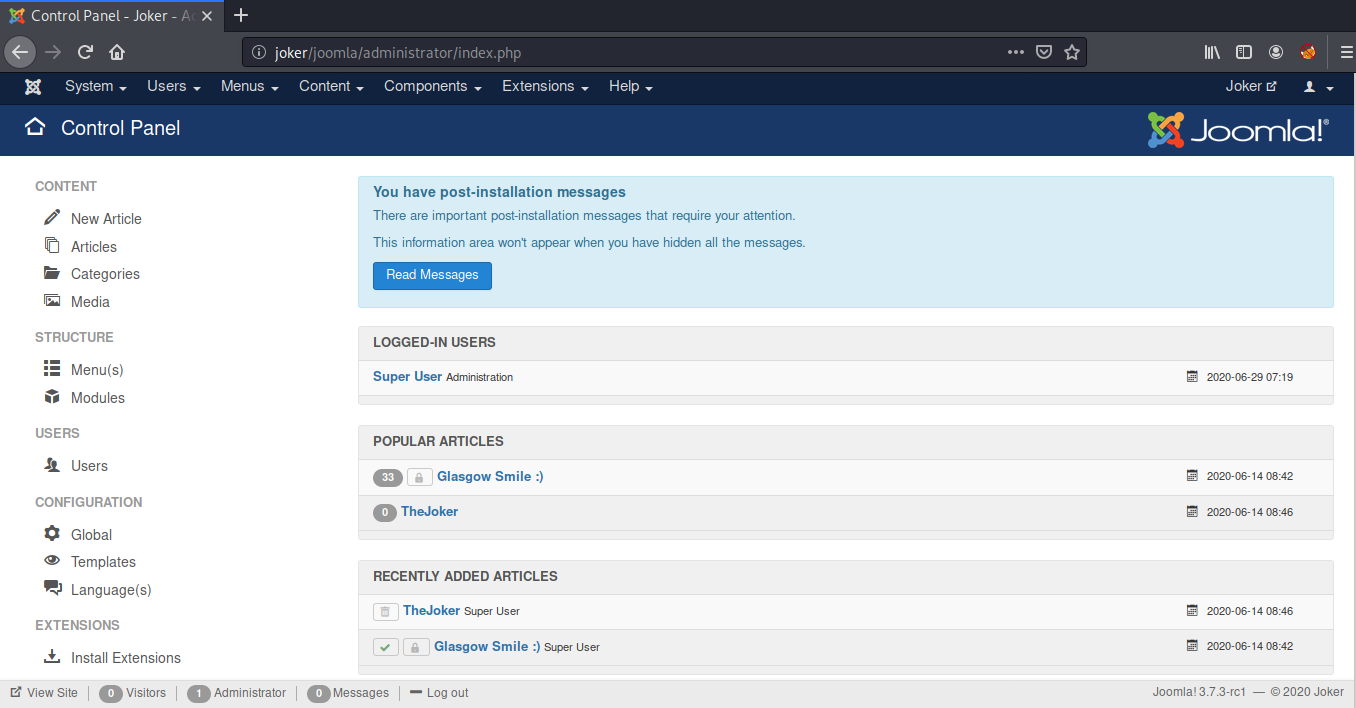 Control Panel - Joker - Ad
joker/joomla/administrator/index.php
System Users Menus Content Components Extensions Help Joker
Control Panel Joomla!®
CONTENT
New Article
Articles
Categories
Media
STRUCTURE
Menu(s)
Modules
USERS
Users
CONFIGURATION
Global
Templates
Language(s)
EXTENSIONS
Install Extensions
You have post-installation messages
There are important post-installation messages that require your attention.
This information area won't appear when you have hidden all the messages.
Read Messages
LOGGED-IN USERS
Super User Administration 2020-06-29 07:19
POPULAR ARTICLES
33 Glasgow Smile :) 2020-06-14 08:42
0 TheJoker 2020-06-14 08:46
RECENTLY ADDED ARTICLES
TheJoker Super User 2020-06-14 08:46
Glasgow Smile :) Super User 2020-06-14 08:42
View Site 0 Visitors 1 Administrator 0 Messages Log out Joomla! 3.7.3-rc1 — © 2020 Joker